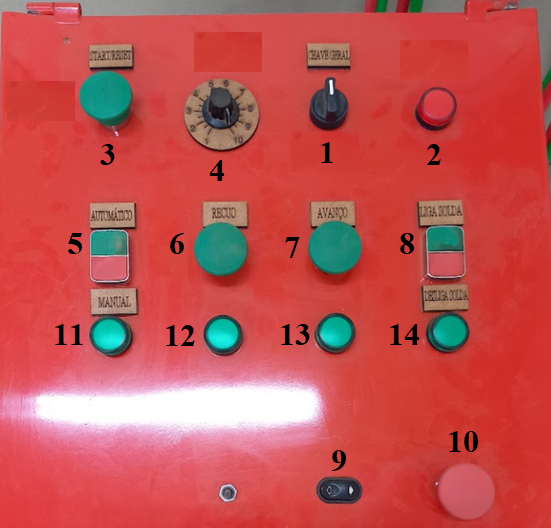 START/RESET
CHAVE GERAL
3
4
1
2
AUTOMÁTICO
RECUO
AVANÇO
LIGA SOLDA
5
6
7
8
MANUAL
DESLIGA SOLDA
11
12
13
14
9
10